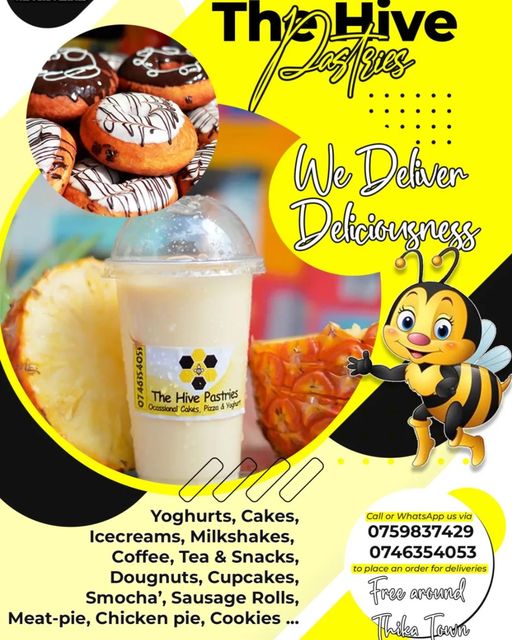 The Hive
Pastries
We Deliver
Deliciousness
0746354053
The Hive Pastries
Ocassional Cakes, Pizza & Yoghurt
Yoghurts, Cakes,
Icecreams, Milkshakes,
Coffee, Tea & Snacks,
Dougnuts, Cupcakes,
Smocha', Sausage Rolls,
Meat-pie, Chicken pie, Cookies ...
Call or WhatsApp us via
0759837429
0746354053
to place an order for deliveries
Free around
Thika Town